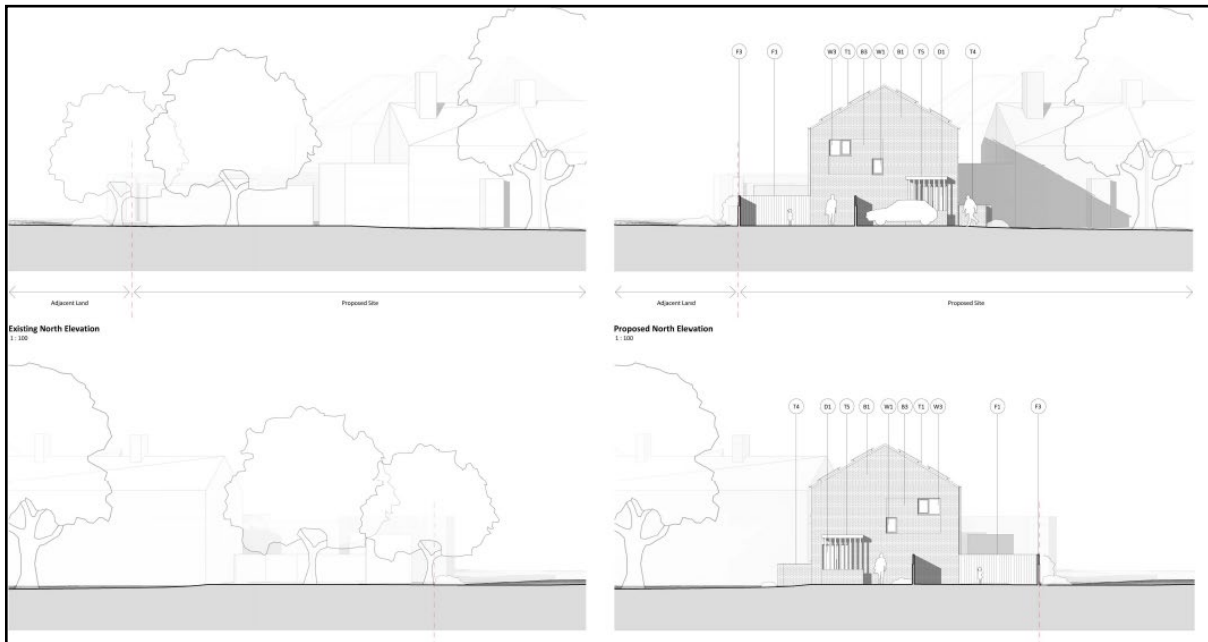 F3 F1 W3 T1 B3 W1 B1 T5 D1 T4
Adjacent Land Proposed Site
Adjacent Land Proposed Site
Existing North Elevation
1 : 100
Proposed North Elevation
1 : 100
T4 D1 T5 B1 W1 B3 T1 W3 F1 F3